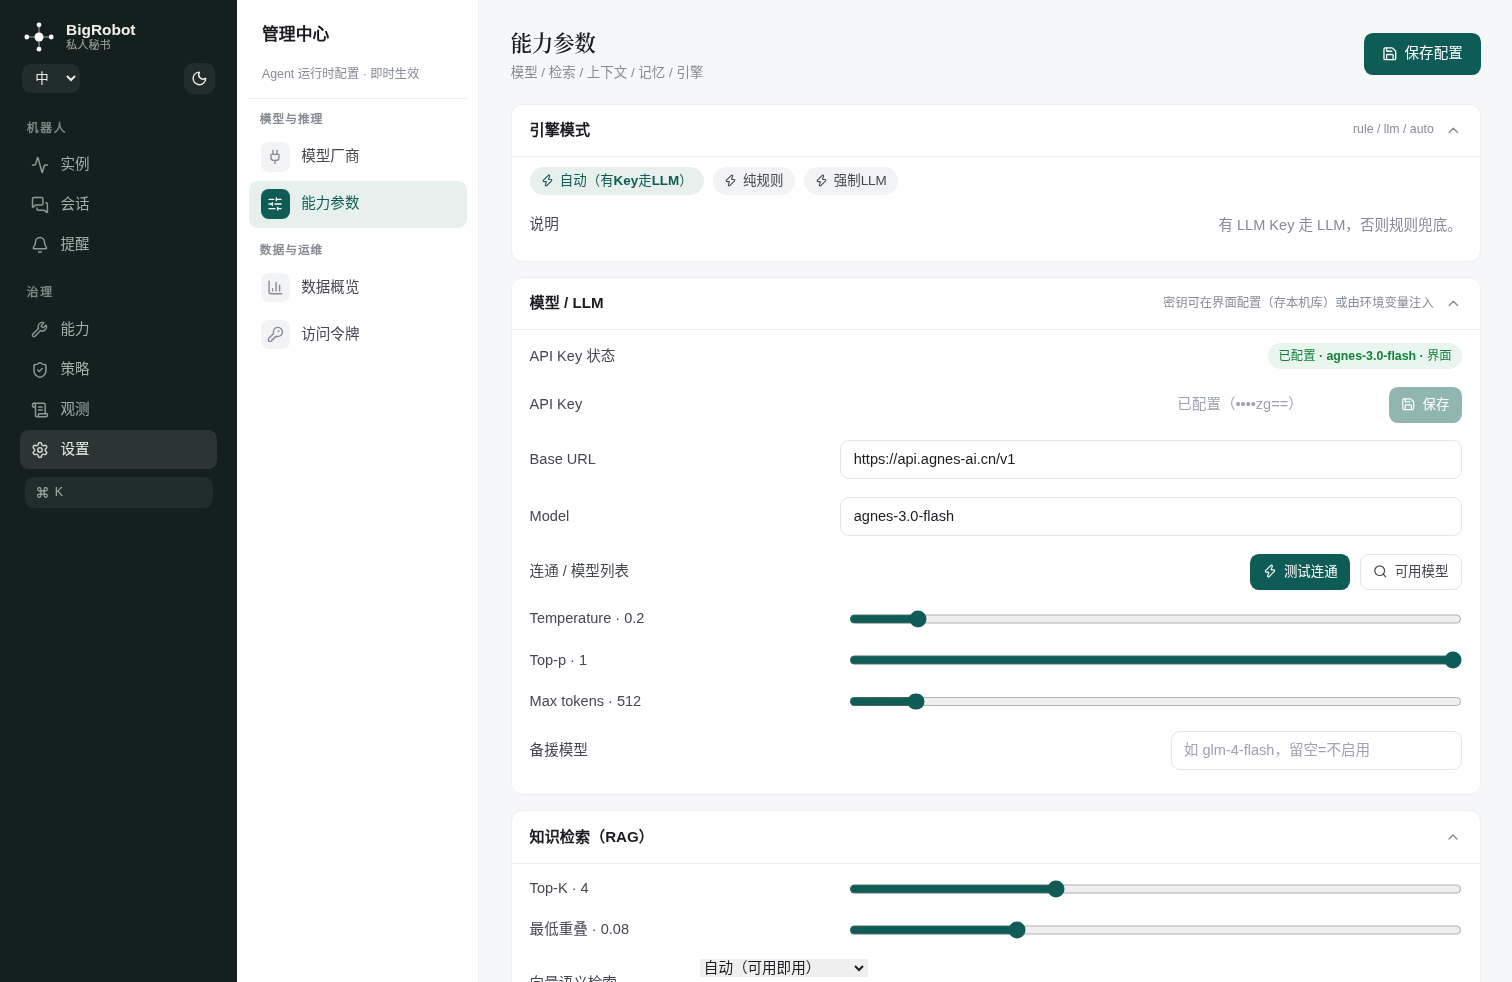 BigRobot
私人秘书
中
机器人
实例
会话
提醒
治理
能力
策略
观测
设置
⌘ K
管理中心
Agent 运行时配置 · 即时生效
模型与推理
模型厂商
能力参数
数据与运维
数据概览
访问令牌
能力参数
模型 / 检索 / 上下文 / 记忆 / 引擎
保存配置
引擎模式
rule / llm / auto
自动（有Key走LLM）
纯规则
强制LLM
说明
有 LLM Key 走 LLM，否则规则兜底。
模型 / LLM
密钥可在界面配置（存本机库）或由环境变量注入
API Key 状态
已配置 · agnes-3.0-flash · 界面
API Key
已配置（••••zg==）
保存
Base URL
https://api.agnes-ai.cn/v1
Model
agnes-3.0-flash
连通 / 模型列表
测试连通
可用模型
Temperature · 0.2
Top-p · 1
Max tokens · 512
备援模型
如 glm-4-flash，留空=不启用
知识检索（RAG）
Top-K · 4
最低重叠 · 0.08
向量语义检索
自动（可用即用）